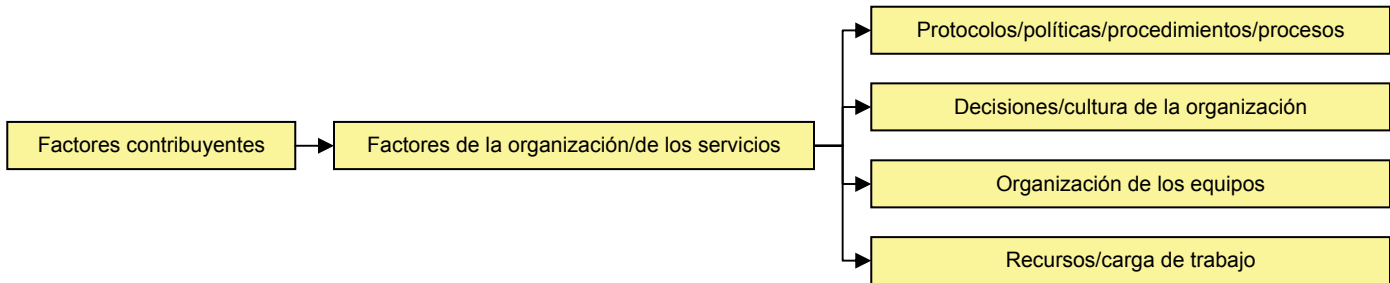 Protocolos/políticas/procedimientos/procesos
Decisiones/cultura de la organización
Factores contribuyentes
Factores de la organización/de los servicios
Organización de los equipos
Recursos/carga de trabajo